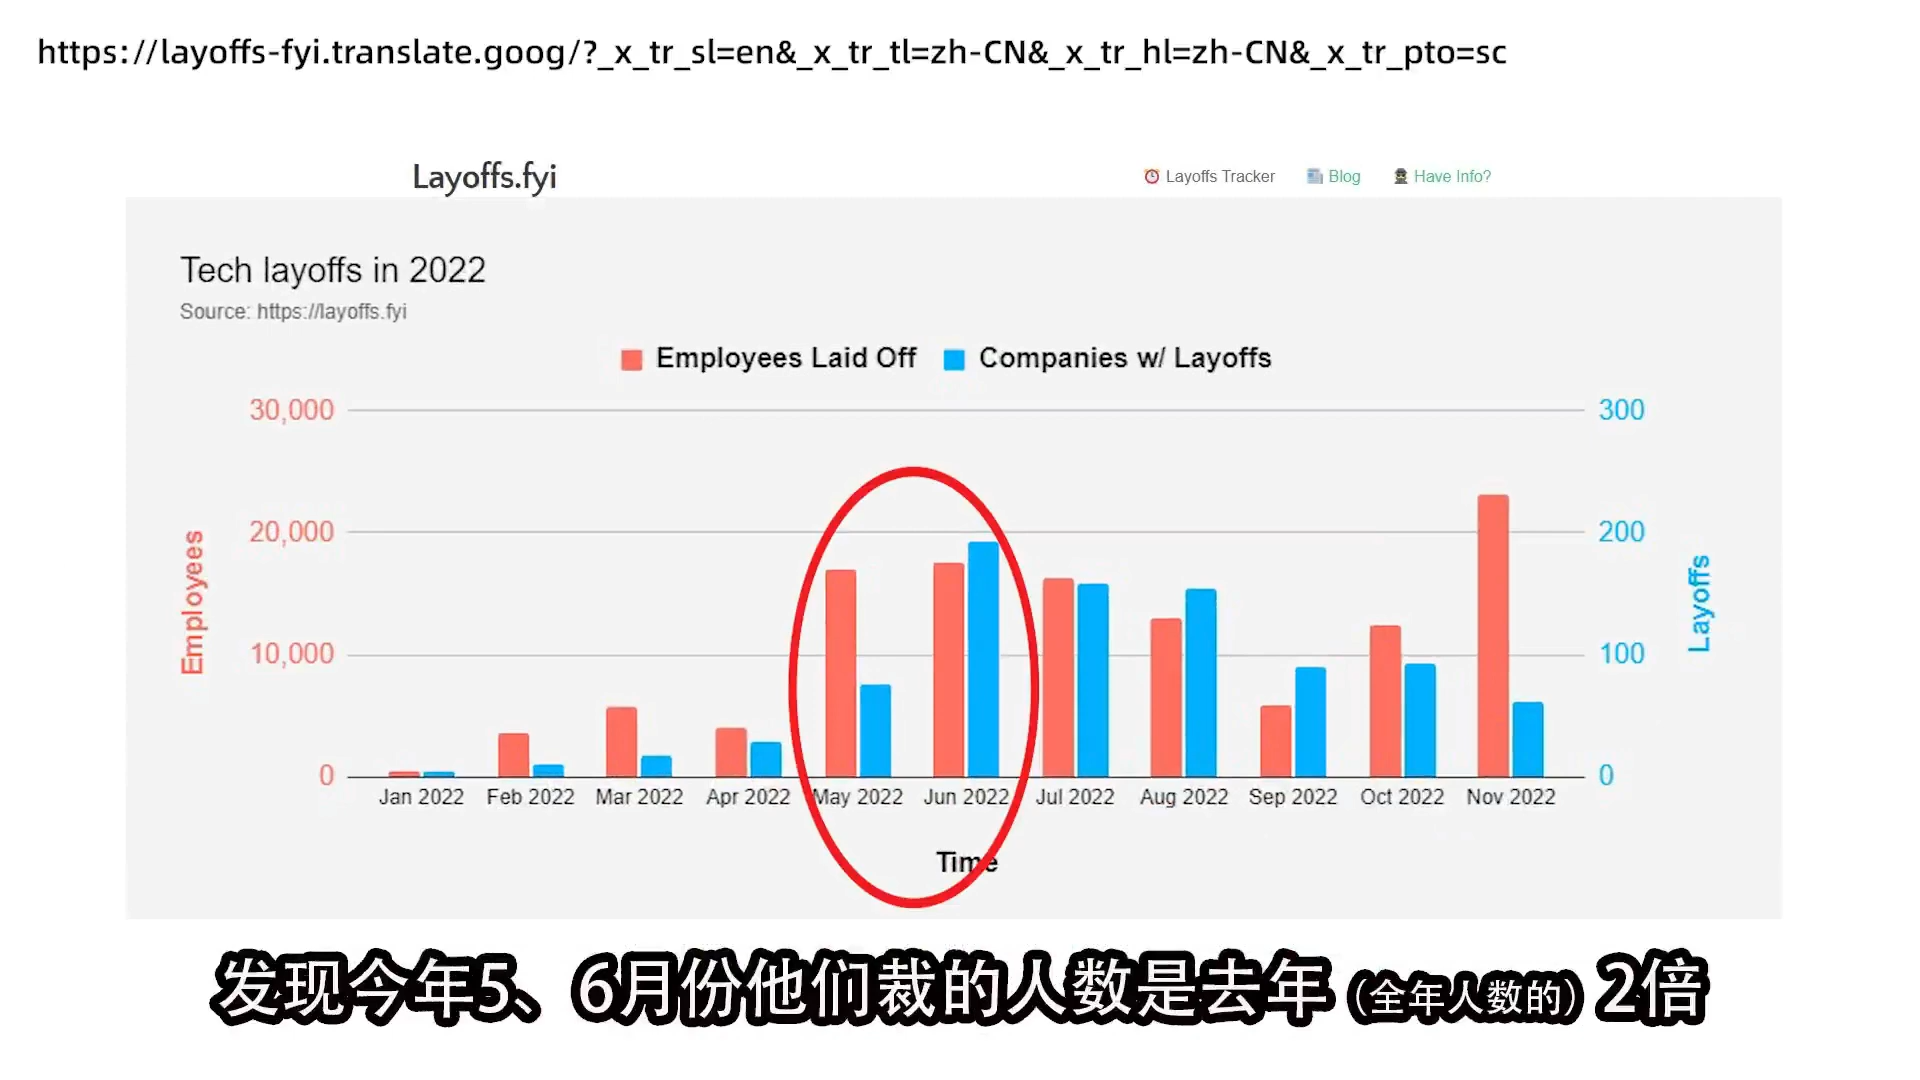 https://layoffs-fyi.translate.goog/?_x_tr_sl=en&_x_tr_tl=zh-CN&_x_tr_hl=zh-CN&_x_tr_pto=sc
Layoffs.fyi
Layoffs Tracker Blog Have Info?
Tech layoffs in 2022
Source: https://layoffs.fyi
Employees Laid Off Companies w/ Layoffs
30,000 300
20,000 200
10,000 100
0 0
Employees
Layoffs
Jan 2022 Feb 2022 Mar 2022 Apr 2022 May 2022 Jun 2022 Jul 2022 Aug 2022 Sep 2022 Oct 2022 Nov 2022
Time
发现今年5、6月份他们裁的人数是去年（全年人数的）2倍